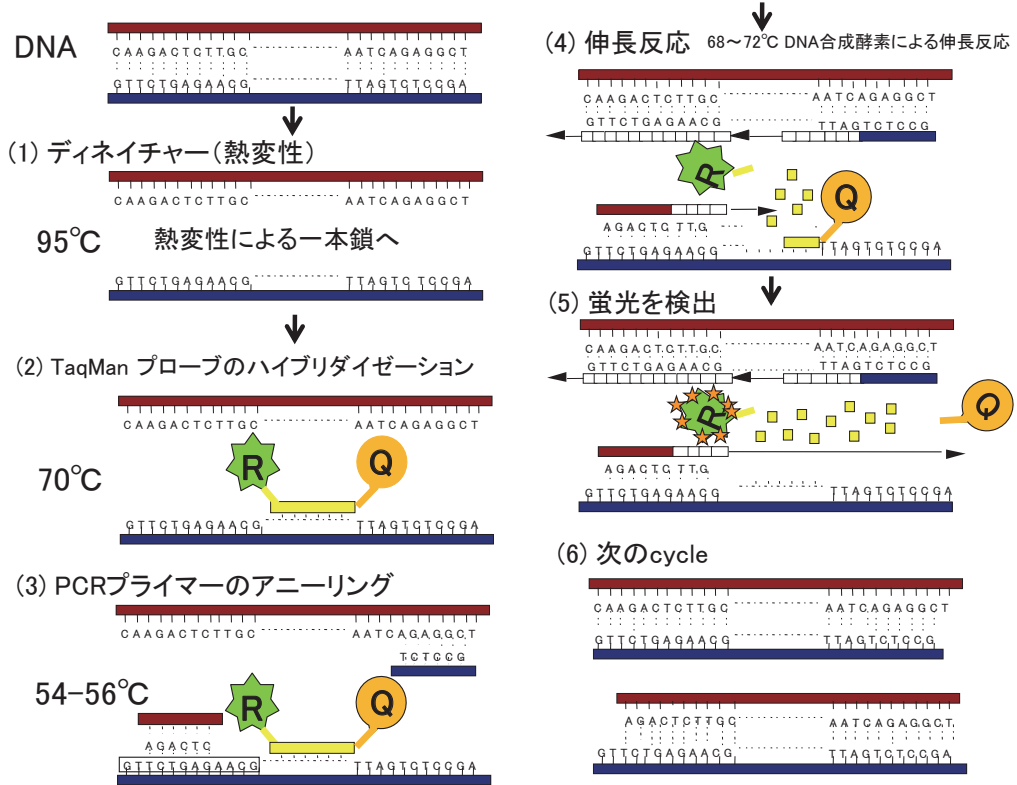 DNA
CAAGACTCTTGC ............ AATCAGAGGCT
GTTCTGAGAACG ............ TTAGTCTCCGA
(1) ディネイチャー(熱変性)
CAAGACTCTTGC ............ AATCAGAGGCT
95℃ 熱変性による一本鎖へ
GTTCTGAGAACG ............ TTAGTCTCCGA
(2) TaqMan プローブのハイブリダイゼーション
CAAGACTCTTGC ............ AATCAGAGGCT
70℃
R
Q
GTTCTGAGAACG ............ TTAGTCTCCGA
(3) PCRプライマーのアニーリング
CAAGACTCTTGC ............ AATCAGAGGCT
TCTCCG
54–56℃
R
Q
AGACTC
GTTCTGAGAACG ............ TTAGTCTCCGA
(4) 伸長反応 68~72℃ DNA合成酵素による伸長反応
CAAGACTCTTGC ............ AATCAGAGGCT
GTTCTGAGAACG ............ TTAGTCTCCG
R
Q
AGACTCTTG
GTTCTGAGAACG ............ TTAGTCTCCGA
(5) 蛍光を検出
CAAGACTCTTGC ............ AATCAGAGGCT
GTTCTGAGAACG ............ TTAGTCTCCG
R
Q
AGACTCTTG
GTTCTGAGAACG ............ TTAGTCTCCGA
(6) 次のcycle
CAAGACTCTTGC ............ AATCAGAGGCT
GTTCTGAGAACG ............ TTAGTCTCCG
AGACTCTTGC ............ AATCAGAGGCT
GTTCTGAGAACG ............ TTAGTCTCCGA